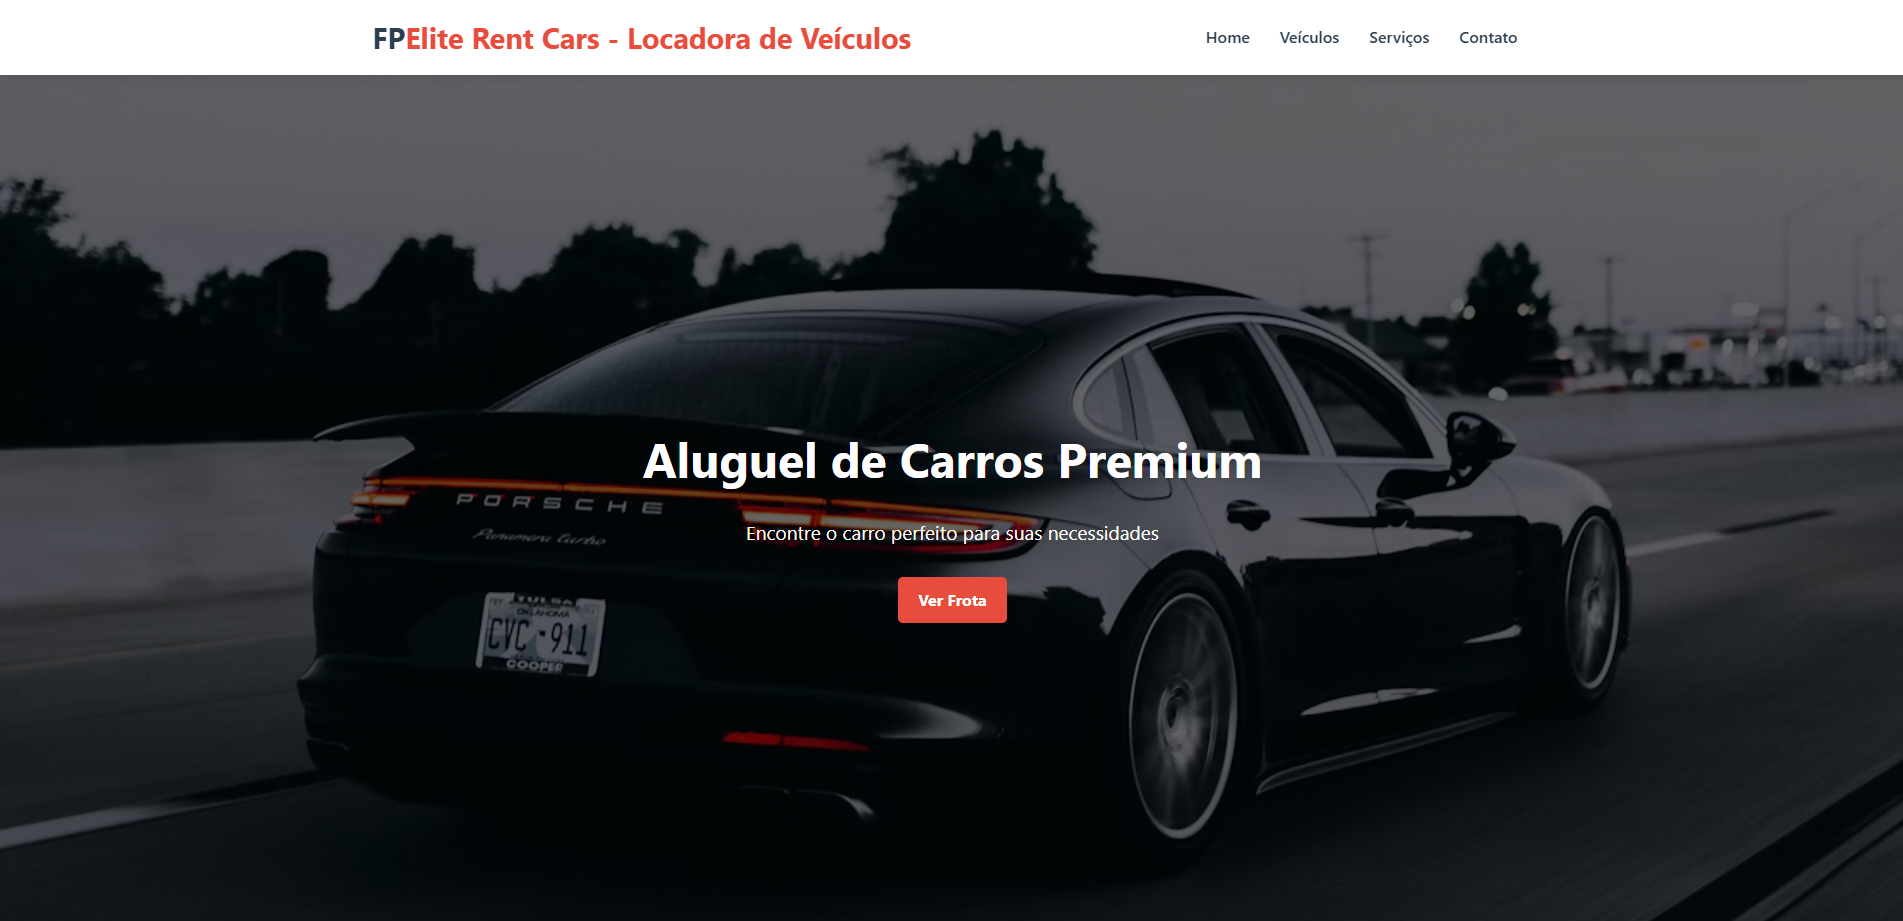 FPElite Rent Cars - Locadora de Veículos
Home Veículos Serviços Contato
Aluguel de Carros Premium
PORSCHE
Panamera turbo
Encontre o carro perfeito para suas necessidades
Ver Frota
TULSA
OKLAHOMA
CVC-911
COOPER